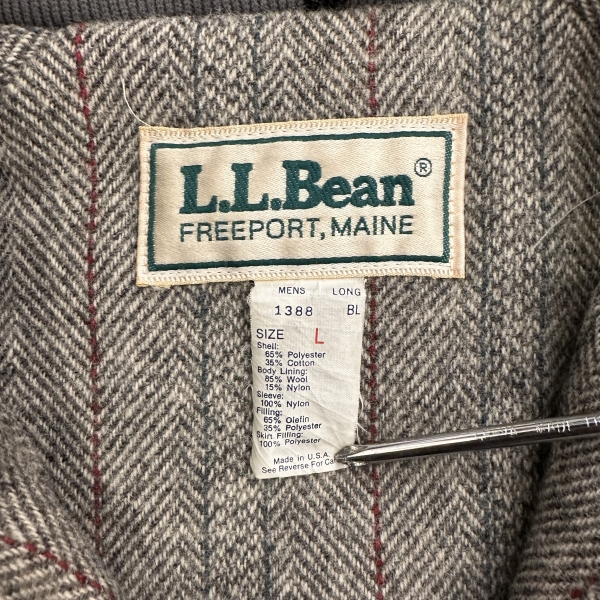 L.L.Bean®
FREEPORT, MAINE
MENS LONG
1388 BL
SIZE L
Shell:
65% Polyester
35% Cotton
Body Lining:
85% Wool
15% Nylon
Sleeve:
100% Nylon
Filling:
65% Olefin
35% Polyester
Skin Filling:
100% Polyester
Made in U.S.A.
See Reverse For